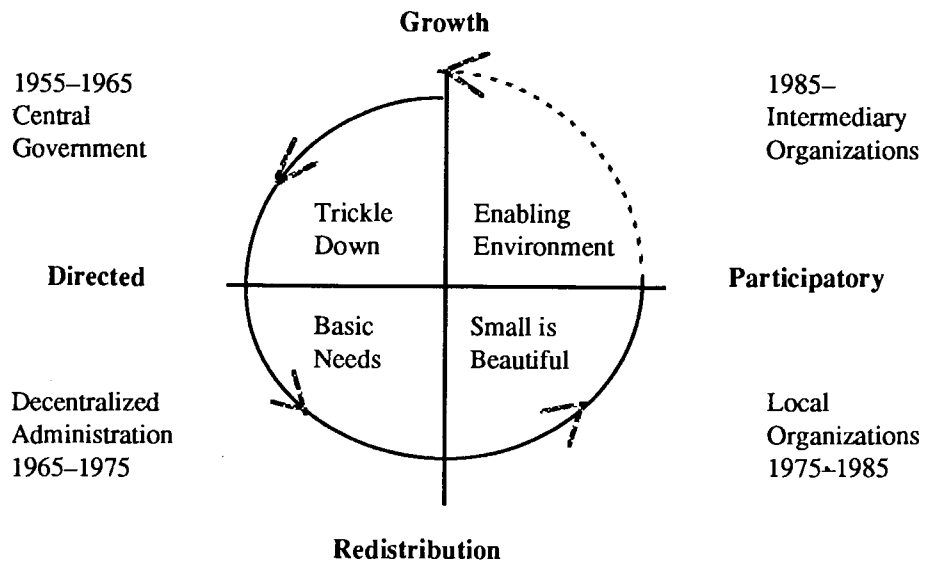 Growth
1955–1965
Central
Government
1985–
Intermediary
Organizations
Trickle
Down
Enabling
Environment
Directed
Participatory
Basic
Needs
Small is
Beautiful
Decentralized
Administration
1965–1975
Local
Organizations
1975–1985
Redistribution